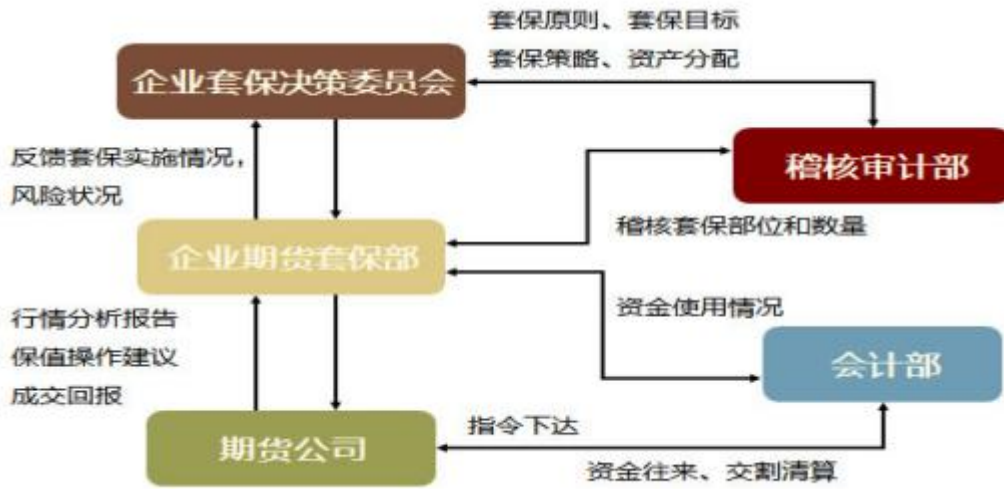 套保原则、套保目标
套保策略、资产分配
企业套保决策委员会
反馈套保实施情况，
风险状况
稽核审计部
稽核套保部位和数量
企业期货套保部
行情分析报告
保值操作建议
成交回报
资金使用情况
会计部
期货公司
指令下达
资金往来、交割清算